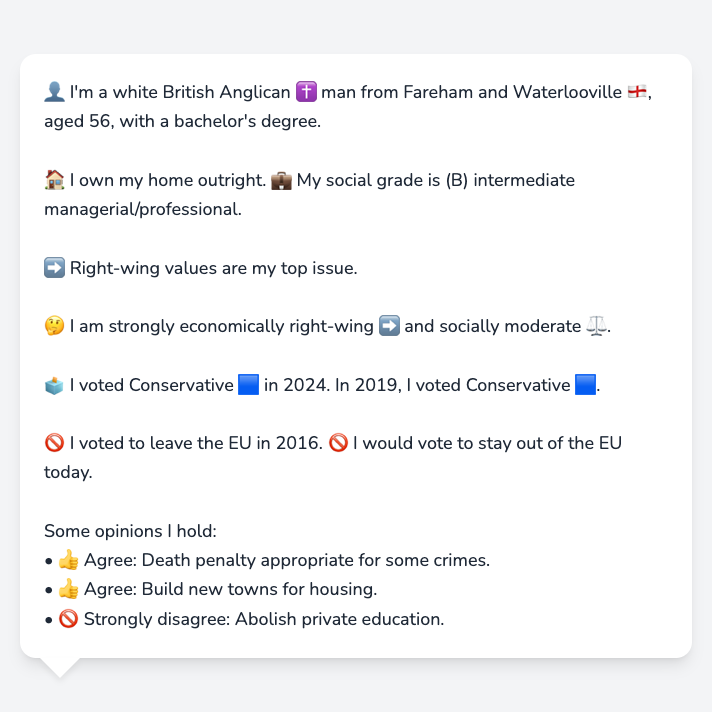 👤 I'm a white British Anglican ✝️ man from Fareham and Waterlooville 🏴󠁧󠁢󠁥󠁮󠁧󠁿,
aged 56, with a bachelor's degree.
🏠 I own my home outright. 💼 My social grade is (B) intermediate
managerial/professional.
➡️ Right-wing values are my top issue.
🤔 I am strongly economically right-wing ➡️ and socially moderate ⚖️.
🗳️ I voted Conservative 🟦 in 2024. In 2019, I voted Conservative 🟦.
🚫 I voted to leave the EU in 2016. 🚫 I would vote to stay out of the EU
today.
Some opinions I hold:
• 👍 Agree: Death penalty appropriate for some crimes.
• 👍 Agree: Build new towns for housing.
• 🚫 Strongly disagree: Abolish private education.